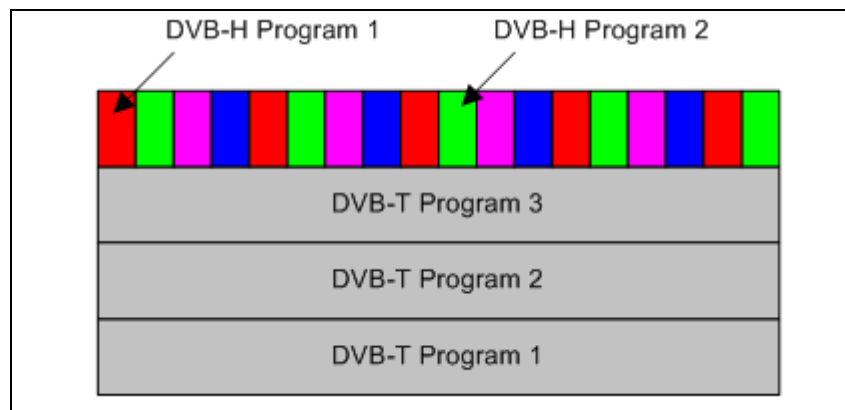 DVB-H Program 1
DVB-H Program 2
DVB-T Program 3
DVB-T Program 2
DVB-T Program 1